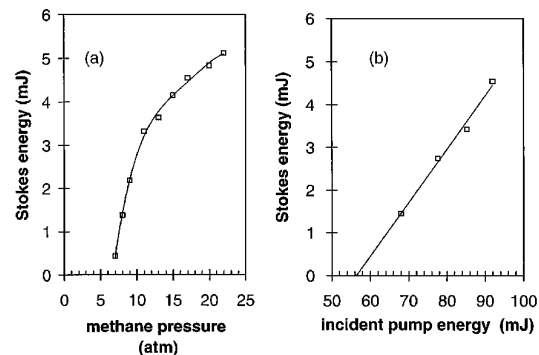 (a)
Stokes energy (mJ)
6
5
4
3
2
1
0
0 5 10 15 20 25
methane pressure
(atm)
(b)
Stokes energy (mJ)
6
5
4
3
2
1
0
50 60 70 80 90 100
incident pump energy (mJ)